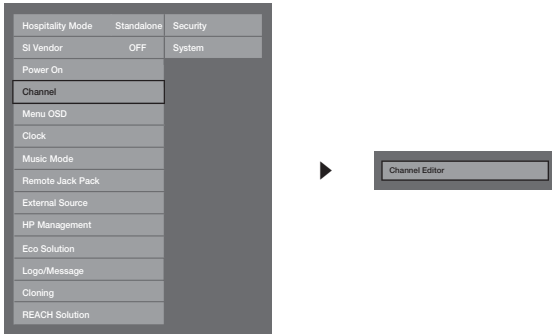 Hospitality Mode Standalone Security
SI Vendor OFF System
Power On
Channel
Menu OSD
Clock
Music Mode
Remote Jack Pack
External Source
HP Management
Eco Solution
Logo/Message
Cloning
REACH Solution
Channel Editor